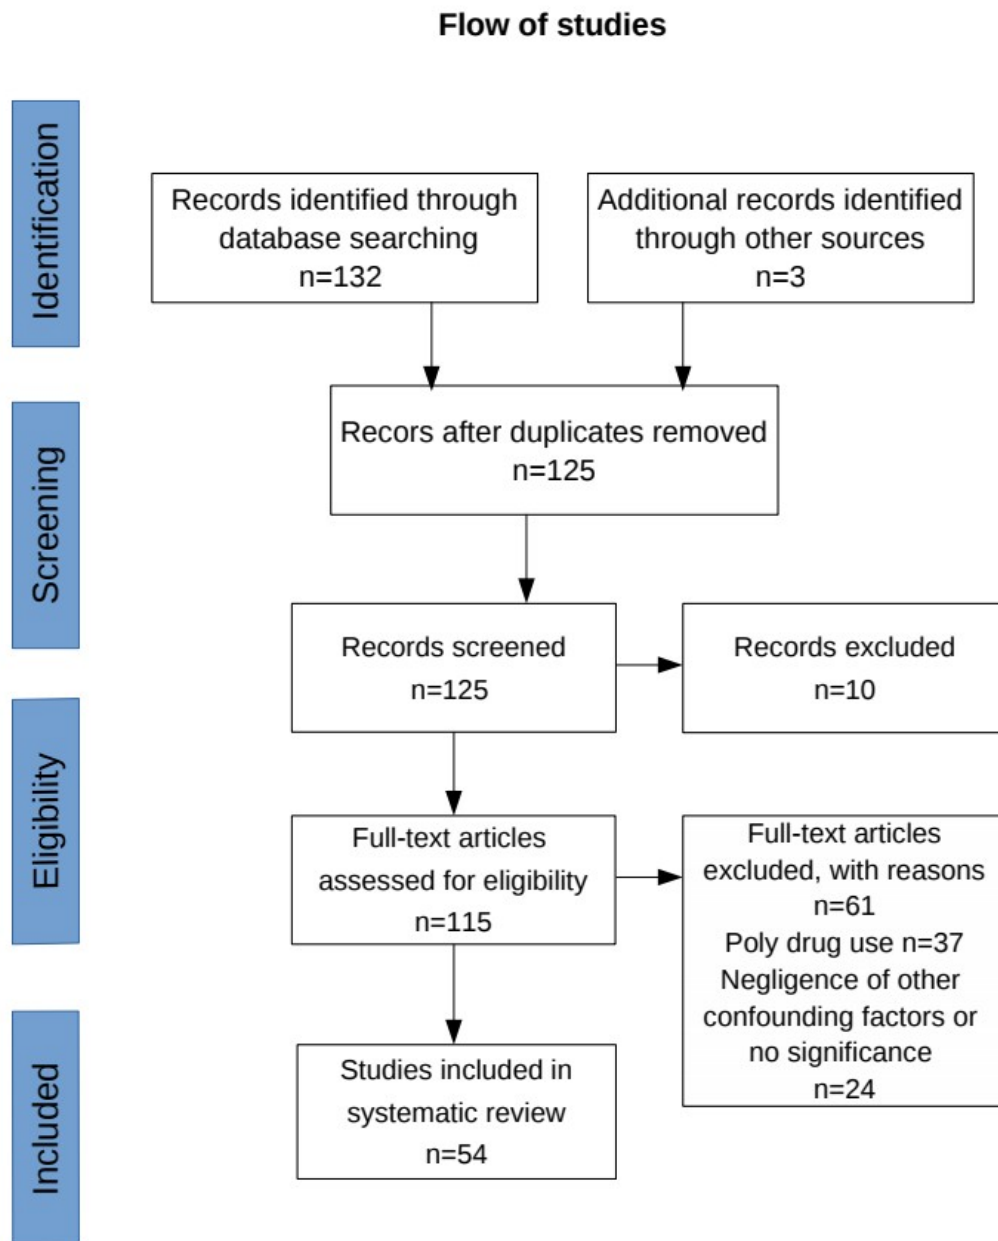 Flow of studies
Identification
Records identified through
database searching
n=132
Additional records identified
through other sources
n=3
Screening
Recors after duplicates removed
n=125
Records screened
n=125
Records excluded
n=10
Eligibility
Full-text articles
assessed for eligibility
n=115
Full-text articles
excluded, with reasons
n=61
Poly drug use n=37
Negligence of other
confounding factors or
no significance
n=24
Included
Studies included in
systematic review
n=54